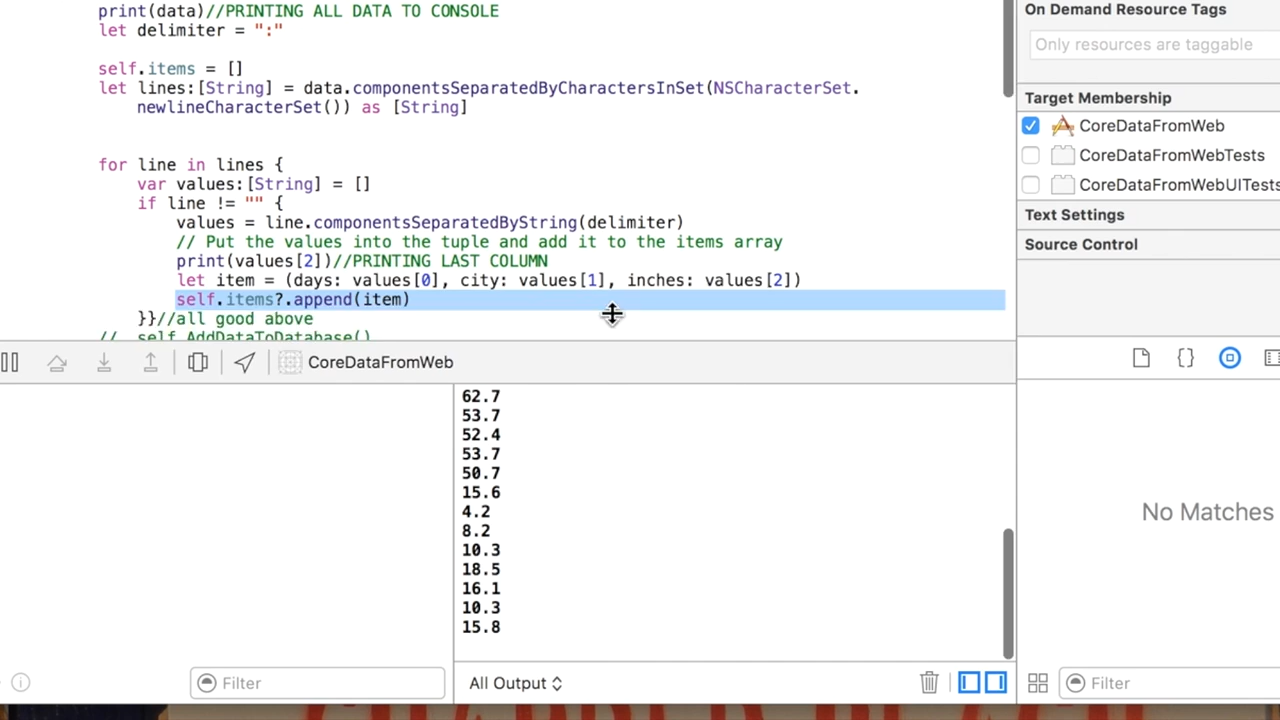 print(data)//PRINTING ALL DATA TO CONSOLE
let delimiter = ":"
self.items = []
let lines:[String] = data.componentsSeparatedByCharactersInSet(NSCharacterSet.
newlineCharacterSet()) as [String]
for line in lines {
var values:[String] = []
if line != "" {
values = line.componentsSeparatedByString(delimiter)
// Put the values into the tuple and add it to the items array
print(values[2])//PRINTING LAST COLUMN
let item = (days: values[0], city: values[1], inches: values[2])
self.items?.append(item)
}}//all good above
// self.AddDataToDatabase()
CoreDataFromWeb
62.7
53.7
52.4
53.7
50.7
15.6
4.2
8.2
10.3
18.5
16.1
10.3
15.8
Filter
All Output
On Demand Resource Tags
Only resources are taggable
Target Membership
CoreDataFromWeb
CoreDataFromWebTests
CoreDataFromWebUITests
Text Settings
Source Control
No Matches
Filter